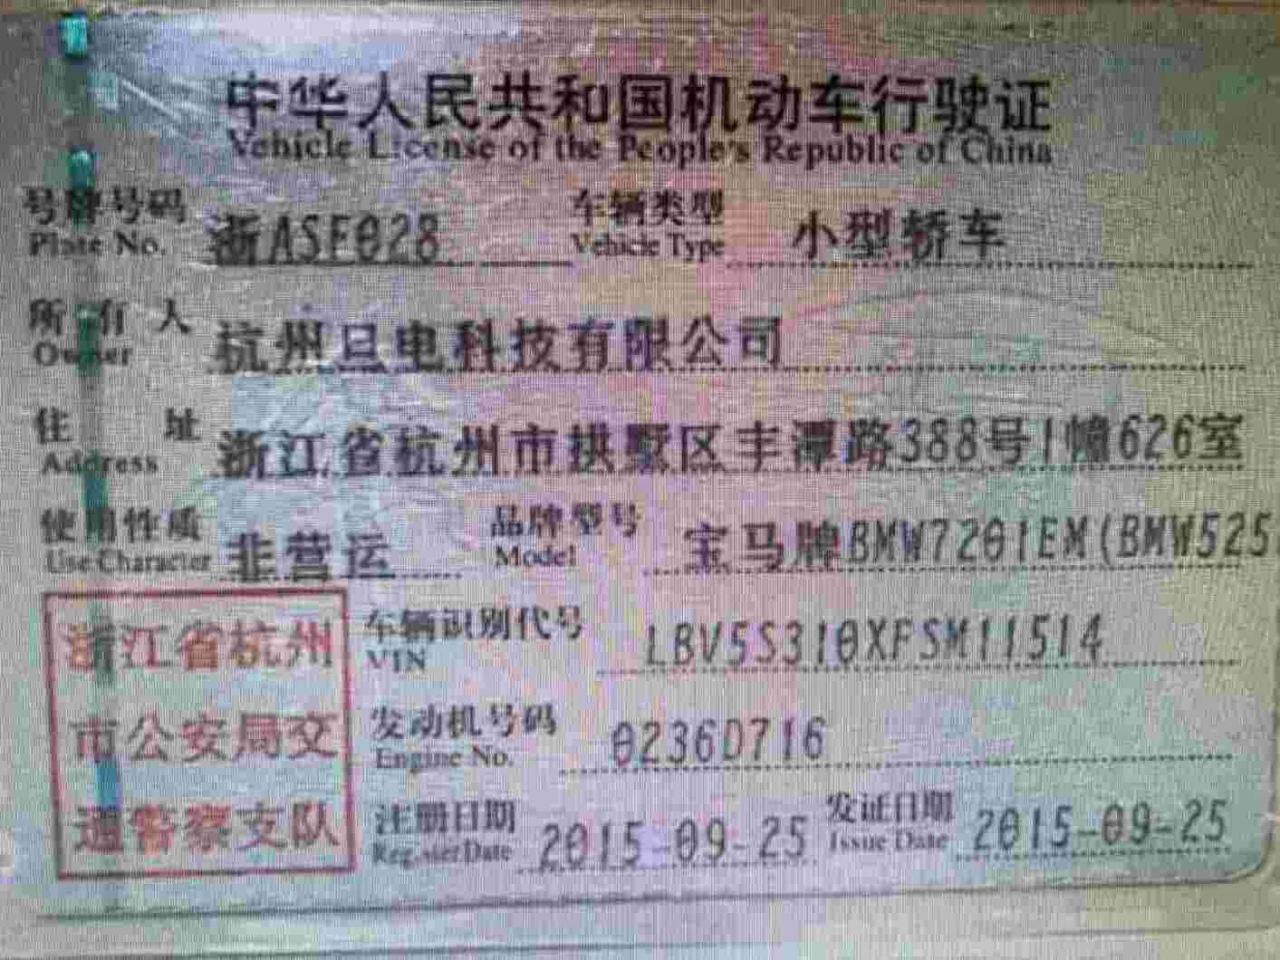 中华人民共和国机动车行驶证
Vehicle License of the People's Republic of China
号牌号码 浙ASF028 车辆类型 小型轿车
Plate No. Vehicle Type
所有人 杭州旦电科技有限公司
Owner
住址 浙江省杭州市拱墅区丰潭路388号1幢626室
Address
使用性质 非营运 品牌型号 宝马牌BMW7201EM(BMW525
Use Character Model
车辆识别代号 LBV5S310XFSM11514
VIN
发动机号码 0236D716
Engine No.
注册日期 2015-09-25 发证日期 2015-09-25
Register Date Issue Date
浙江省杭州
市公安局交
通警察支队